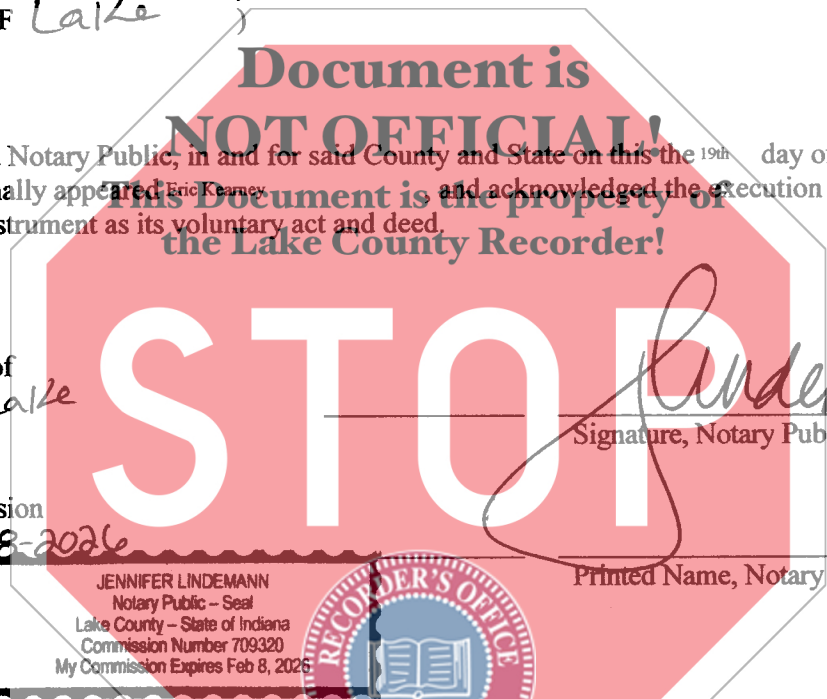 F Lake )
Document is
NOT OFFICIAL!
Notary Public, in and for said County and State on this the 19th day o
ally appeared Eric Kearney, and acknowledged the execution
This Document is the property of
strument as its voluntary act and deed.
the Lake County Recorder!
STOP
of
ake
Signature, Notary Pub
sion
8-2026
JENNIFER LINDEMANN
Notary Public – Seal
Lake County – State of Indiana
Commission Number 709320
My Commission Expires Feb 8, 2026
Printed Name, Notary
RECORDER'S OFFICE